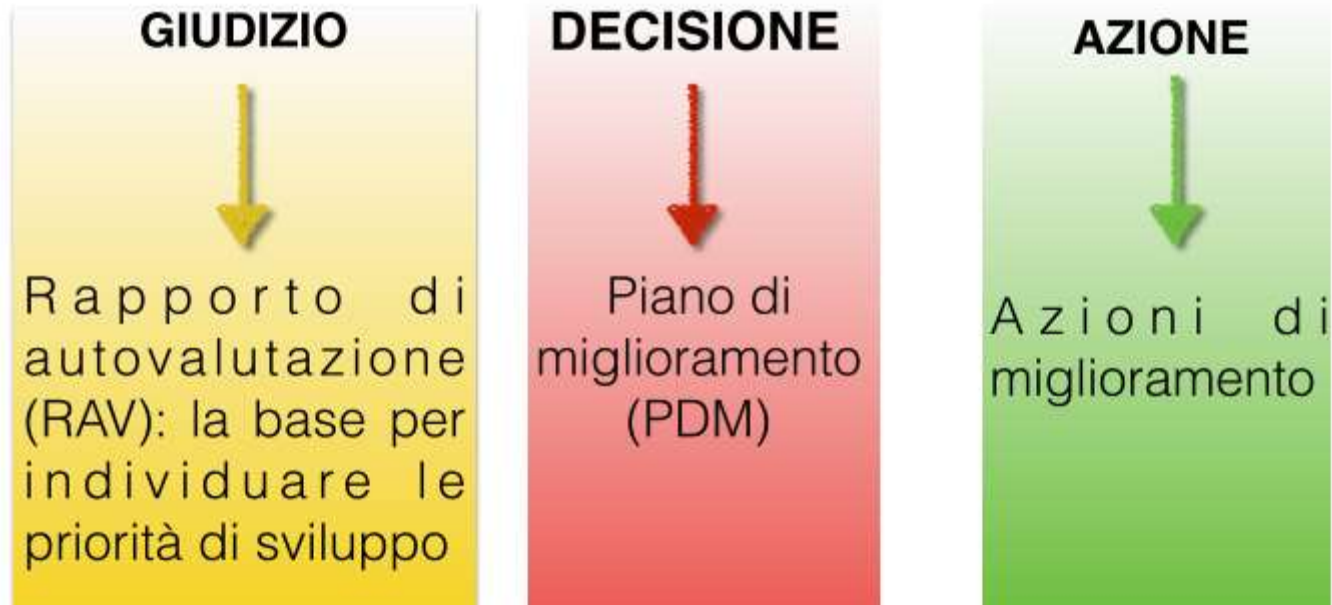 GIUDIZIO
Rapporto di
autovalutazione
(RAV): la base per
individuare le
priorità di sviluppo
DECISIONE
Piano di
miglioramento
(PDM)
AZIONE
Azioni di
miglioramento